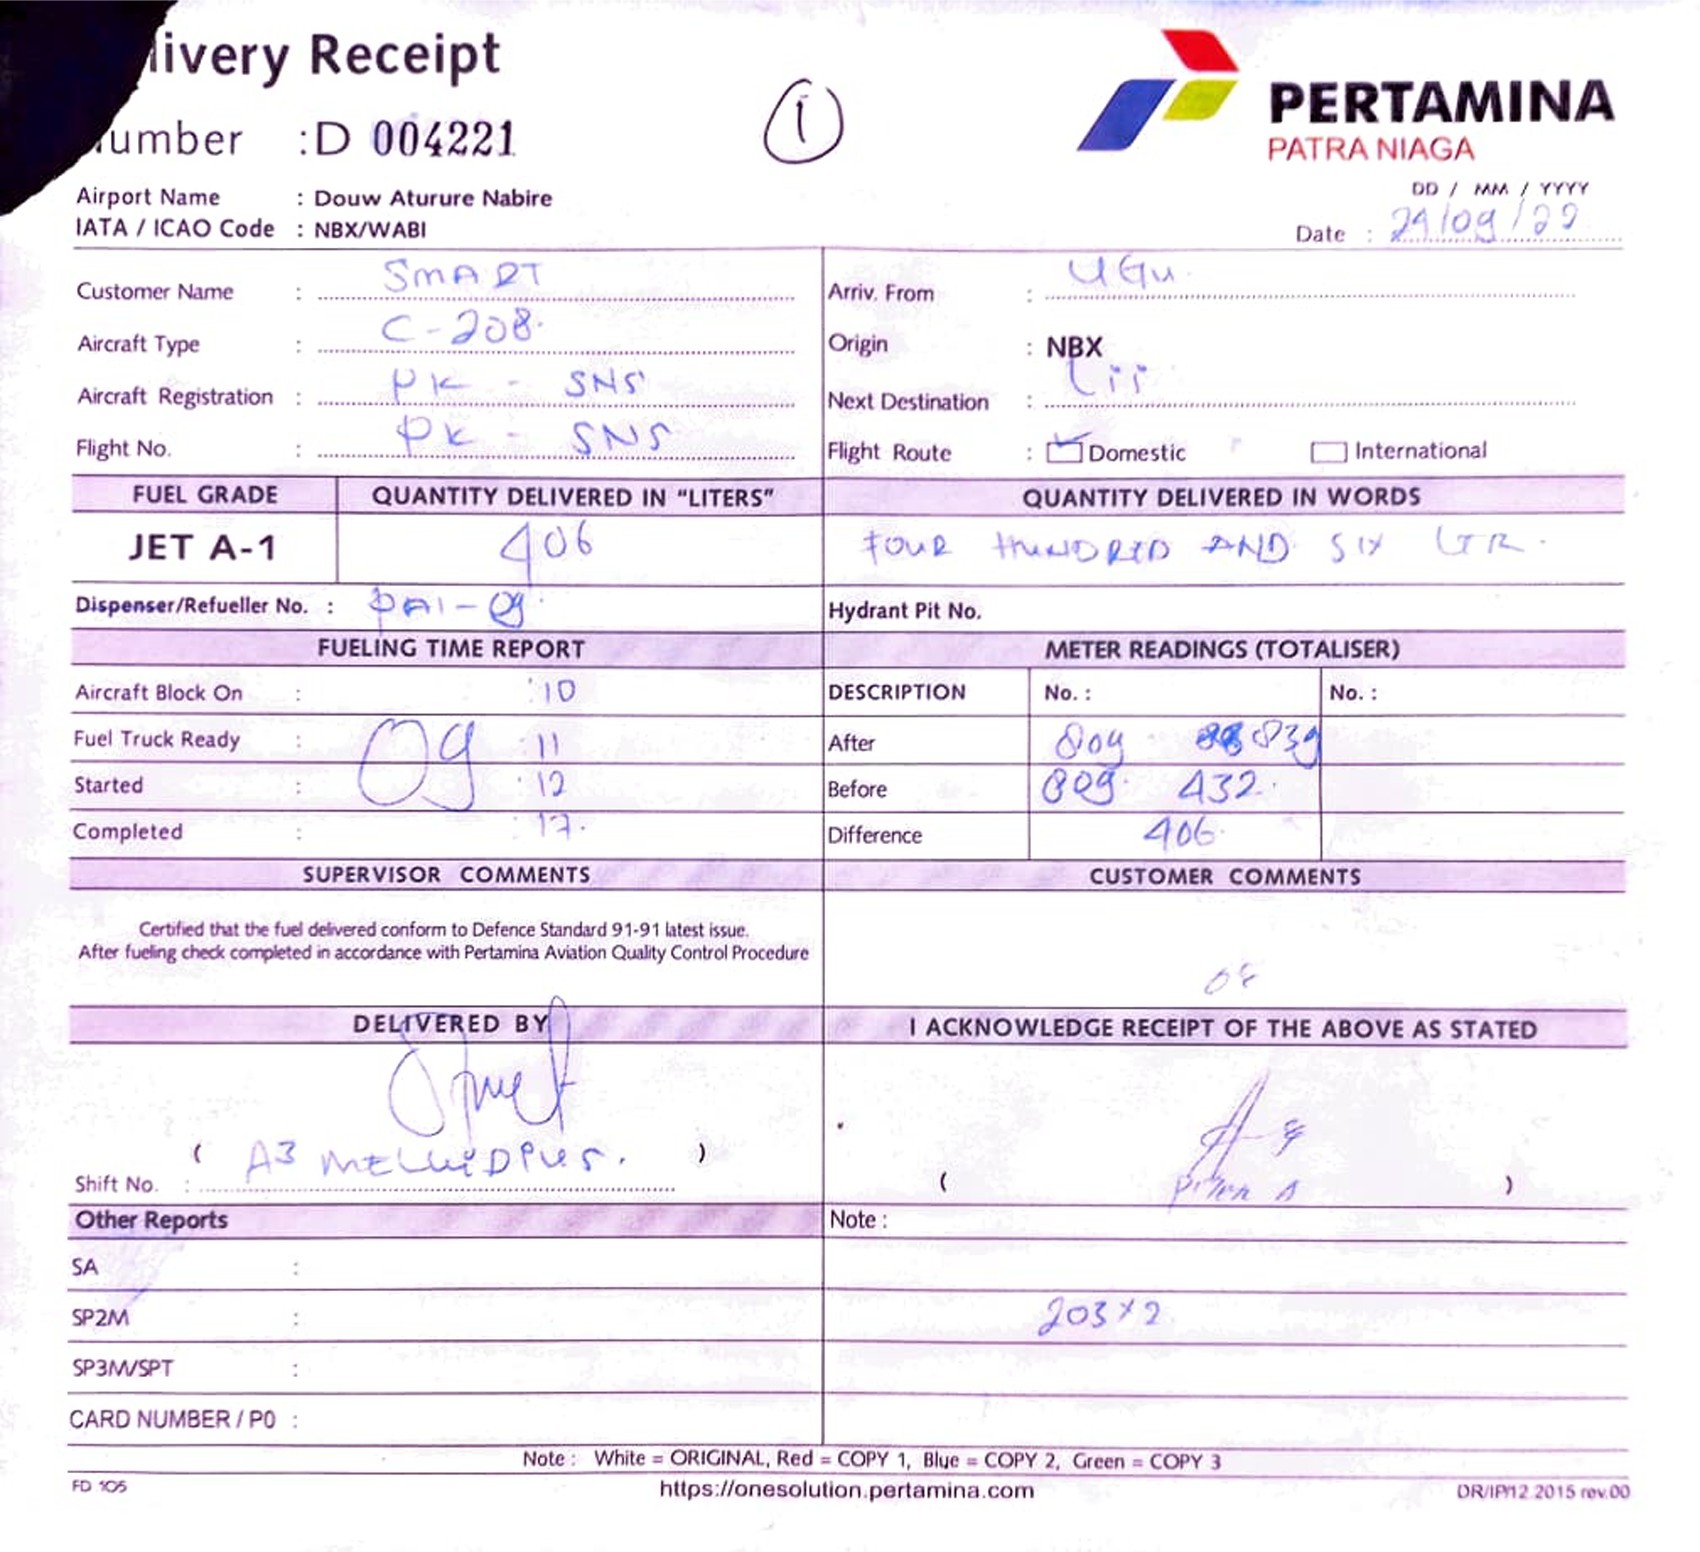 livery Receipt
umber : D 004221
1
PERTAMINA
PATRA NIAGA
Airport Name : Douw Aturure Nabire
IATA / ICAO Code : NBX/WABI
DD / MM / YYYY
Date : 29/09/22
Customer Name : SMART
Arriv. From : UGU
Aircraft Type : C-208.
Origin : NBX
Aircraft Registration : PK - SNS
Next Destination :
Flight No. : PK - SNS
Flight Route : Domestic International
FUEL GRADE QUANTITY DELIVERED IN "LITERS" QUANTITY DELIVERED IN WORDS
JET A-1 406 FOUR HUNDRED AND SIX LTR.
Dispenser/Refueller No. : PAI-09
Hydrant Pit No.
FUELING TIME REPORT METER READINGS (TOTALISER)
Aircraft Block On : 09 :10 DESCRIPTION No. : No. :
Fuel Truck Ready : :11 After 809 838
Started : :12 Before 809. 432.
Completed : 17. Difference 406.
SUPERVISOR COMMENTS CUSTOMER COMMENTS
Certified that the fuel delivered conform to Defence Standard 91-91 latest issue.
After fueling check completed in accordance with Pertamina Aviation Quality Control Procedure
DELIVERED BY I ACKNOWLEDGE RECEIPT OF THE ABOVE AS STATED
( A3 )
Shift No. :
( )
Other Reports Note :
SA :
SP2M : 203 x 2
SP3M/SPT :
CARD NUMBER / P0 :
Note : White = ORIGINAL, Red = COPY 1, Blue = COPY 2, Green = COPY 3
FD 105 https://onesolution.pertamina.com DR/IP/12 2015 rev.00